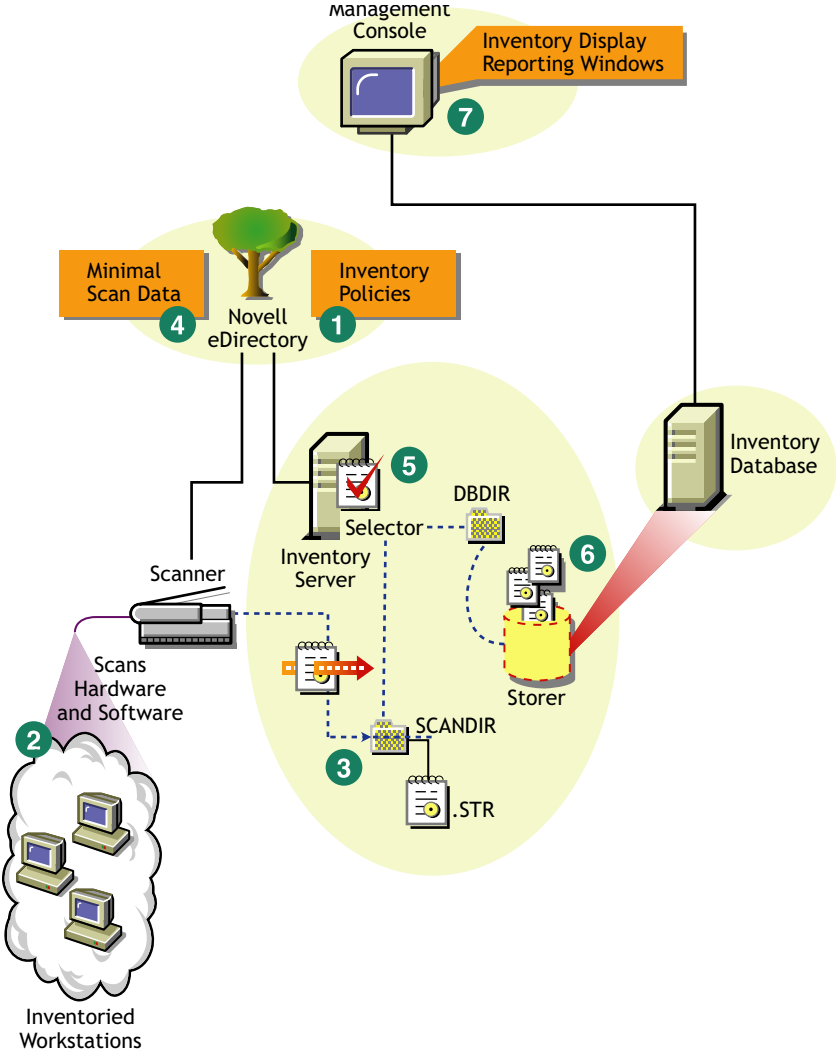 Management
Console
Inventory Display
Reporting Windows
7
Minimal
Scan Data
4
Inventory
Policies
1
Novell
eDirectory
5
Selector
Inventory
Server
DBDIR
6
Storer
Inventory
Database
Scanner
Scans
Hardware
and Software
2
3
SCANDIR
.STR
Inventoried
Workstations